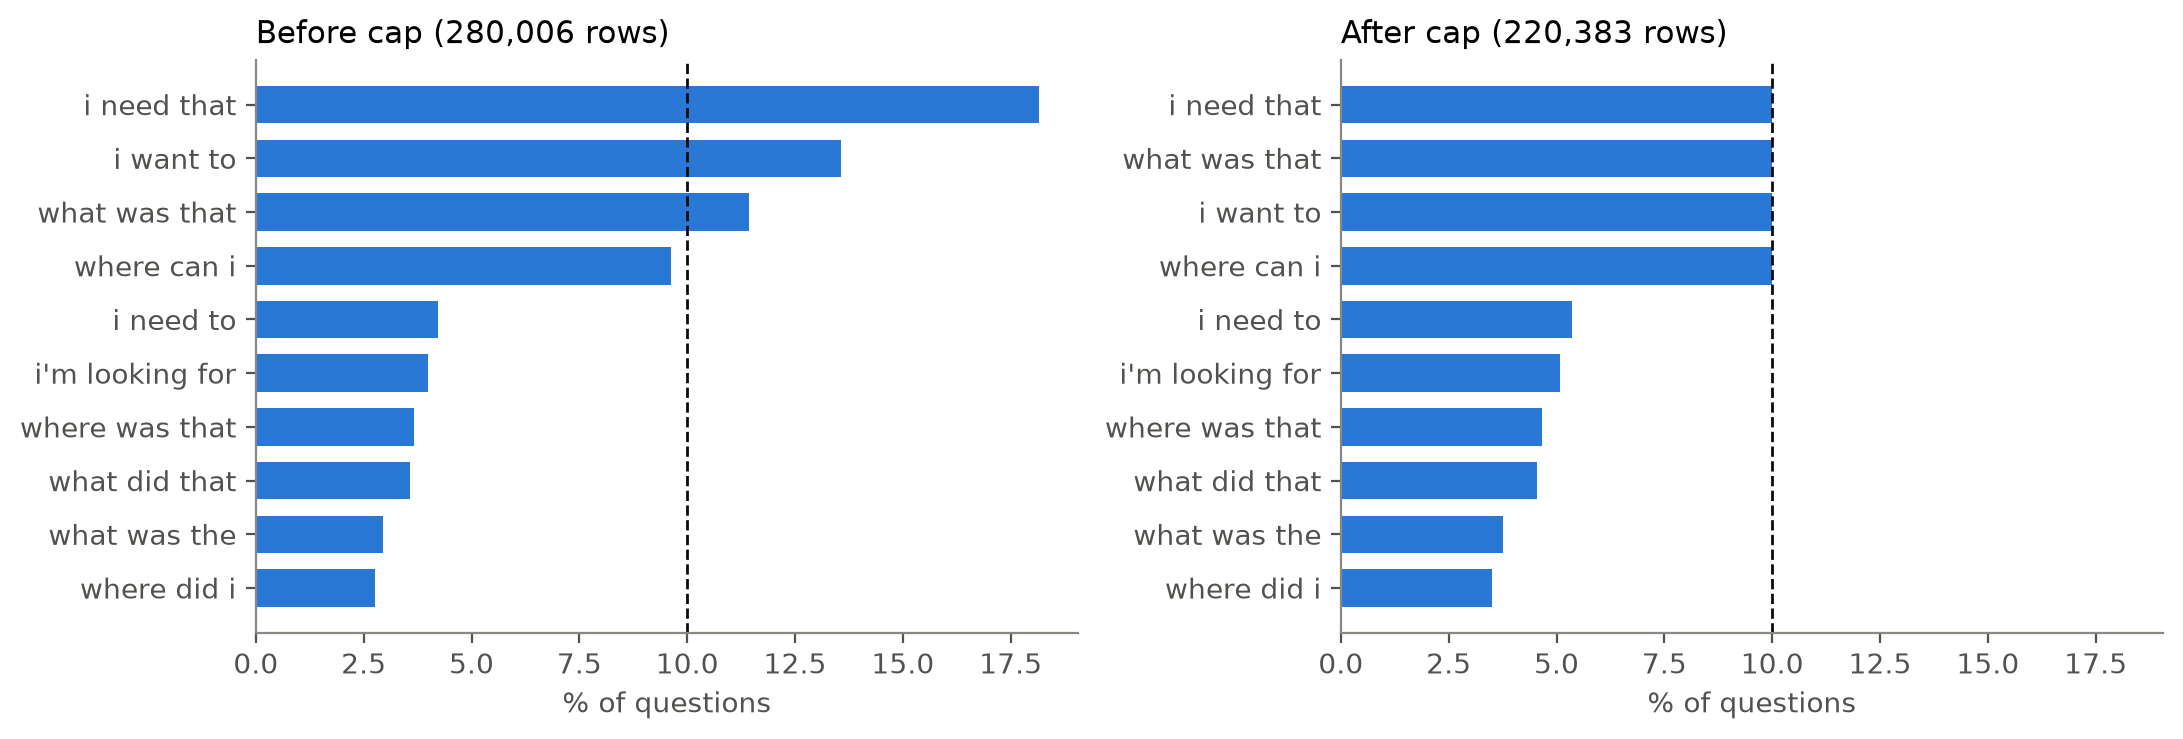 Before cap (280,006 rows)
i need that
i want to
what was that
where can i
i need to
i'm looking for
where was that
what did that
what was the
where did i
0.0 2.5 5.0 7.5 10.0 12.5 15.0 17.5
% of questions
After cap (220,383 rows)
i need that
what was that
i want to
where can i
i need to
i'm looking for
where was that
what did that
what was the
where did i
0.0 2.5 5.0 7.5 10.0 12.5 15.0 17.5
% of questions